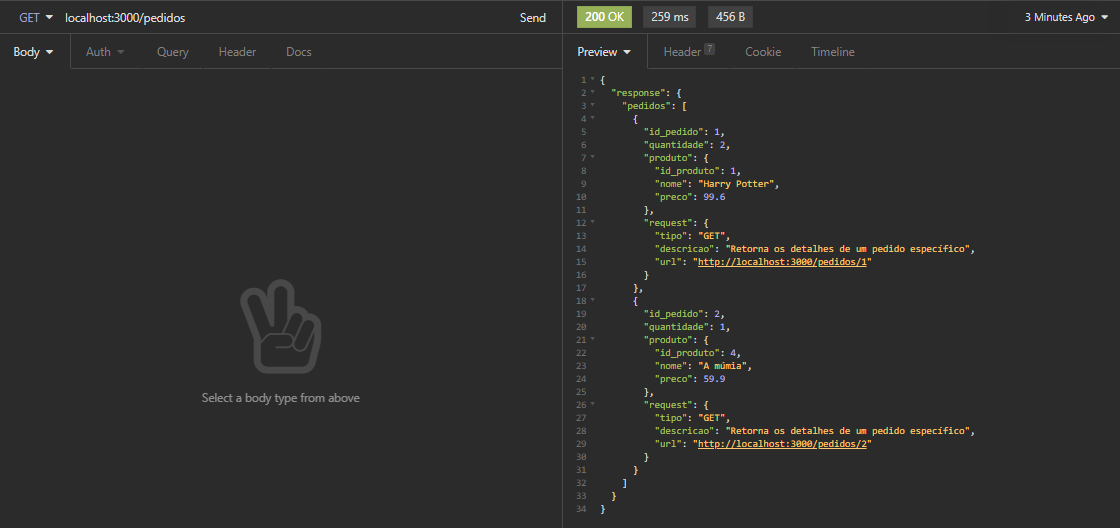 GET localhost:3000/pedidos Send
200 OK 259 ms 456 B 3 Minutes Ago
Body Auth Query Header Docs
Preview Header 7 Cookie Timeline
Select a body type from above
1 {
2 "response": {
3 "pedidos": [
4 {
5 "id_pedido": 1,
6 "quantidade": 2,
7 "produto": {
8 "id_produto": 1,
9 "nome": "Harry Potter",
10 "preco": 99.6
11 },
12 "request": {
13 "tipo": "GET",
14 "descricao": "Retorna os detalhes de um pedido específico",
15 "url": "http://localhost:3000/pedidos/1"
16 }
17 },
18 {
19 "id_pedido": 2,
20 "quantidade": 1,
21 "produto": {
22 "id_produto": 4,
23 "nome": "A múmia",
24 "preco": 59.9
25 },
26 "request": {
27 "tipo": "GET",
28 "descricao": "Retorna os detalhes de um pedido específico",
29 "url": "http://localhost:3000/pedidos/2"
30 }
31 }
32 ]
33 }
34 }